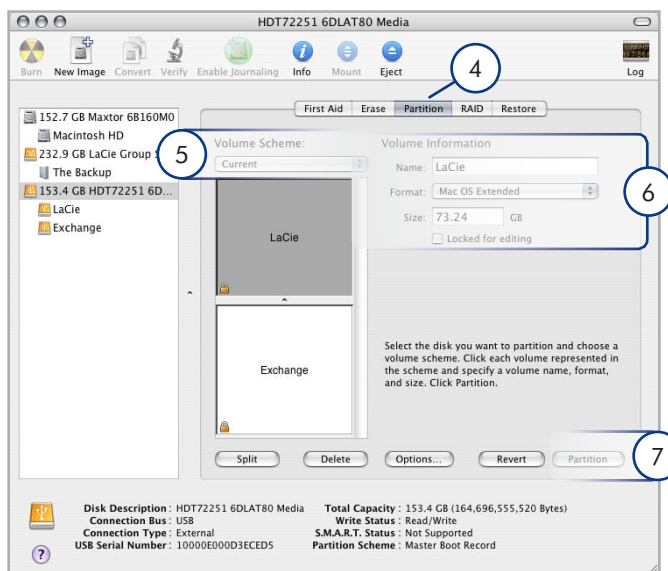 HDT72251 6DLAT80 Media
Burn New Image Convert Verify Enable Journaling Info Mount Eject Log
4
First Aid Erase Partition RAID Restore
152.7 GB Maxtor 6B160M0
Macintosh HD
232.9 GB LaCie Group
The Backup
153.4 GB HDT72251 6D...
LaCie
Exchange
5
Volume Scheme:
Current
Volume Information
Name: LaCie
Format: Mac OS Extended
Size: 73.24 GB
Locked for editing
6
LaCie
Exchange
Select the disk you want to partition and choose a
volume scheme. Click each volume represented in
the scheme and specify a volume name, format,
and size. Click Partition.
Split Delete Options... Revert Partition
7
Disk Description : HDT72251 6DLAT80 Media
Connection Bus : USB
Connection Type : External
USB Serial Number : 10000E000D3ECED5
Total Capacity : 153.4 GB (164,696,555,520 Bytes)
Write Status : Read/Write
S.M.A.R.T. Status : Not Supported
Partition Scheme : Master Boot Record
?